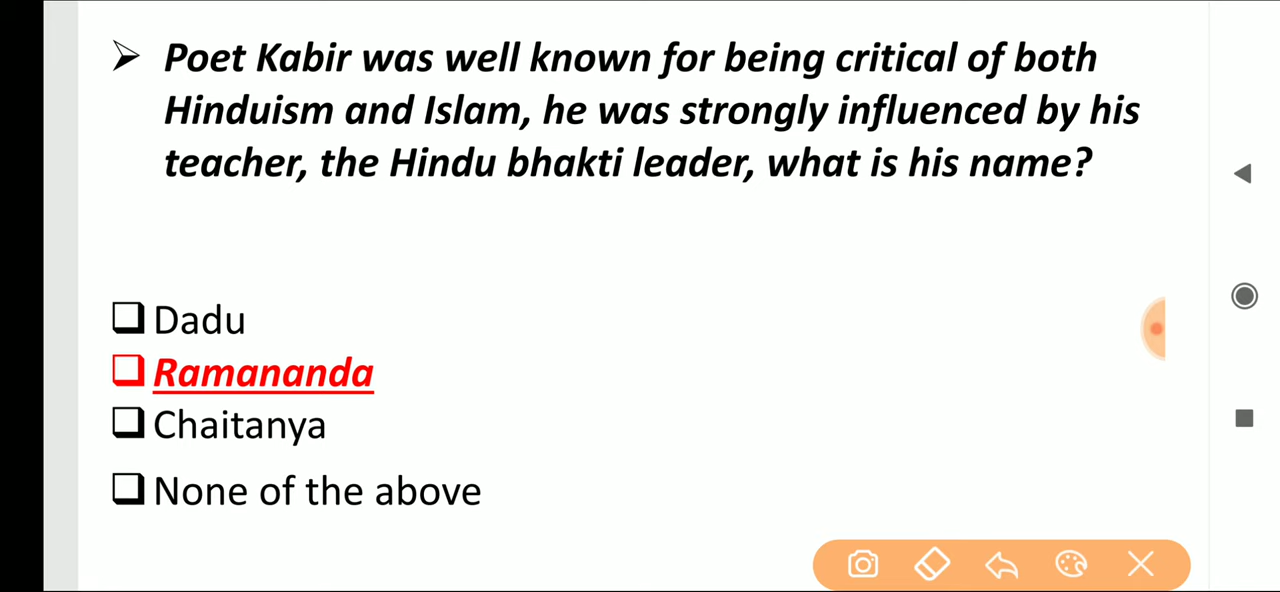 Poet Kabir was well known for being critical of both
Hinduism and Islam, he was strongly influenced by his
teacher, the Hindu bhakti leader, what is his name?
Dadu
Ramananda
Chaitanya
None of the above